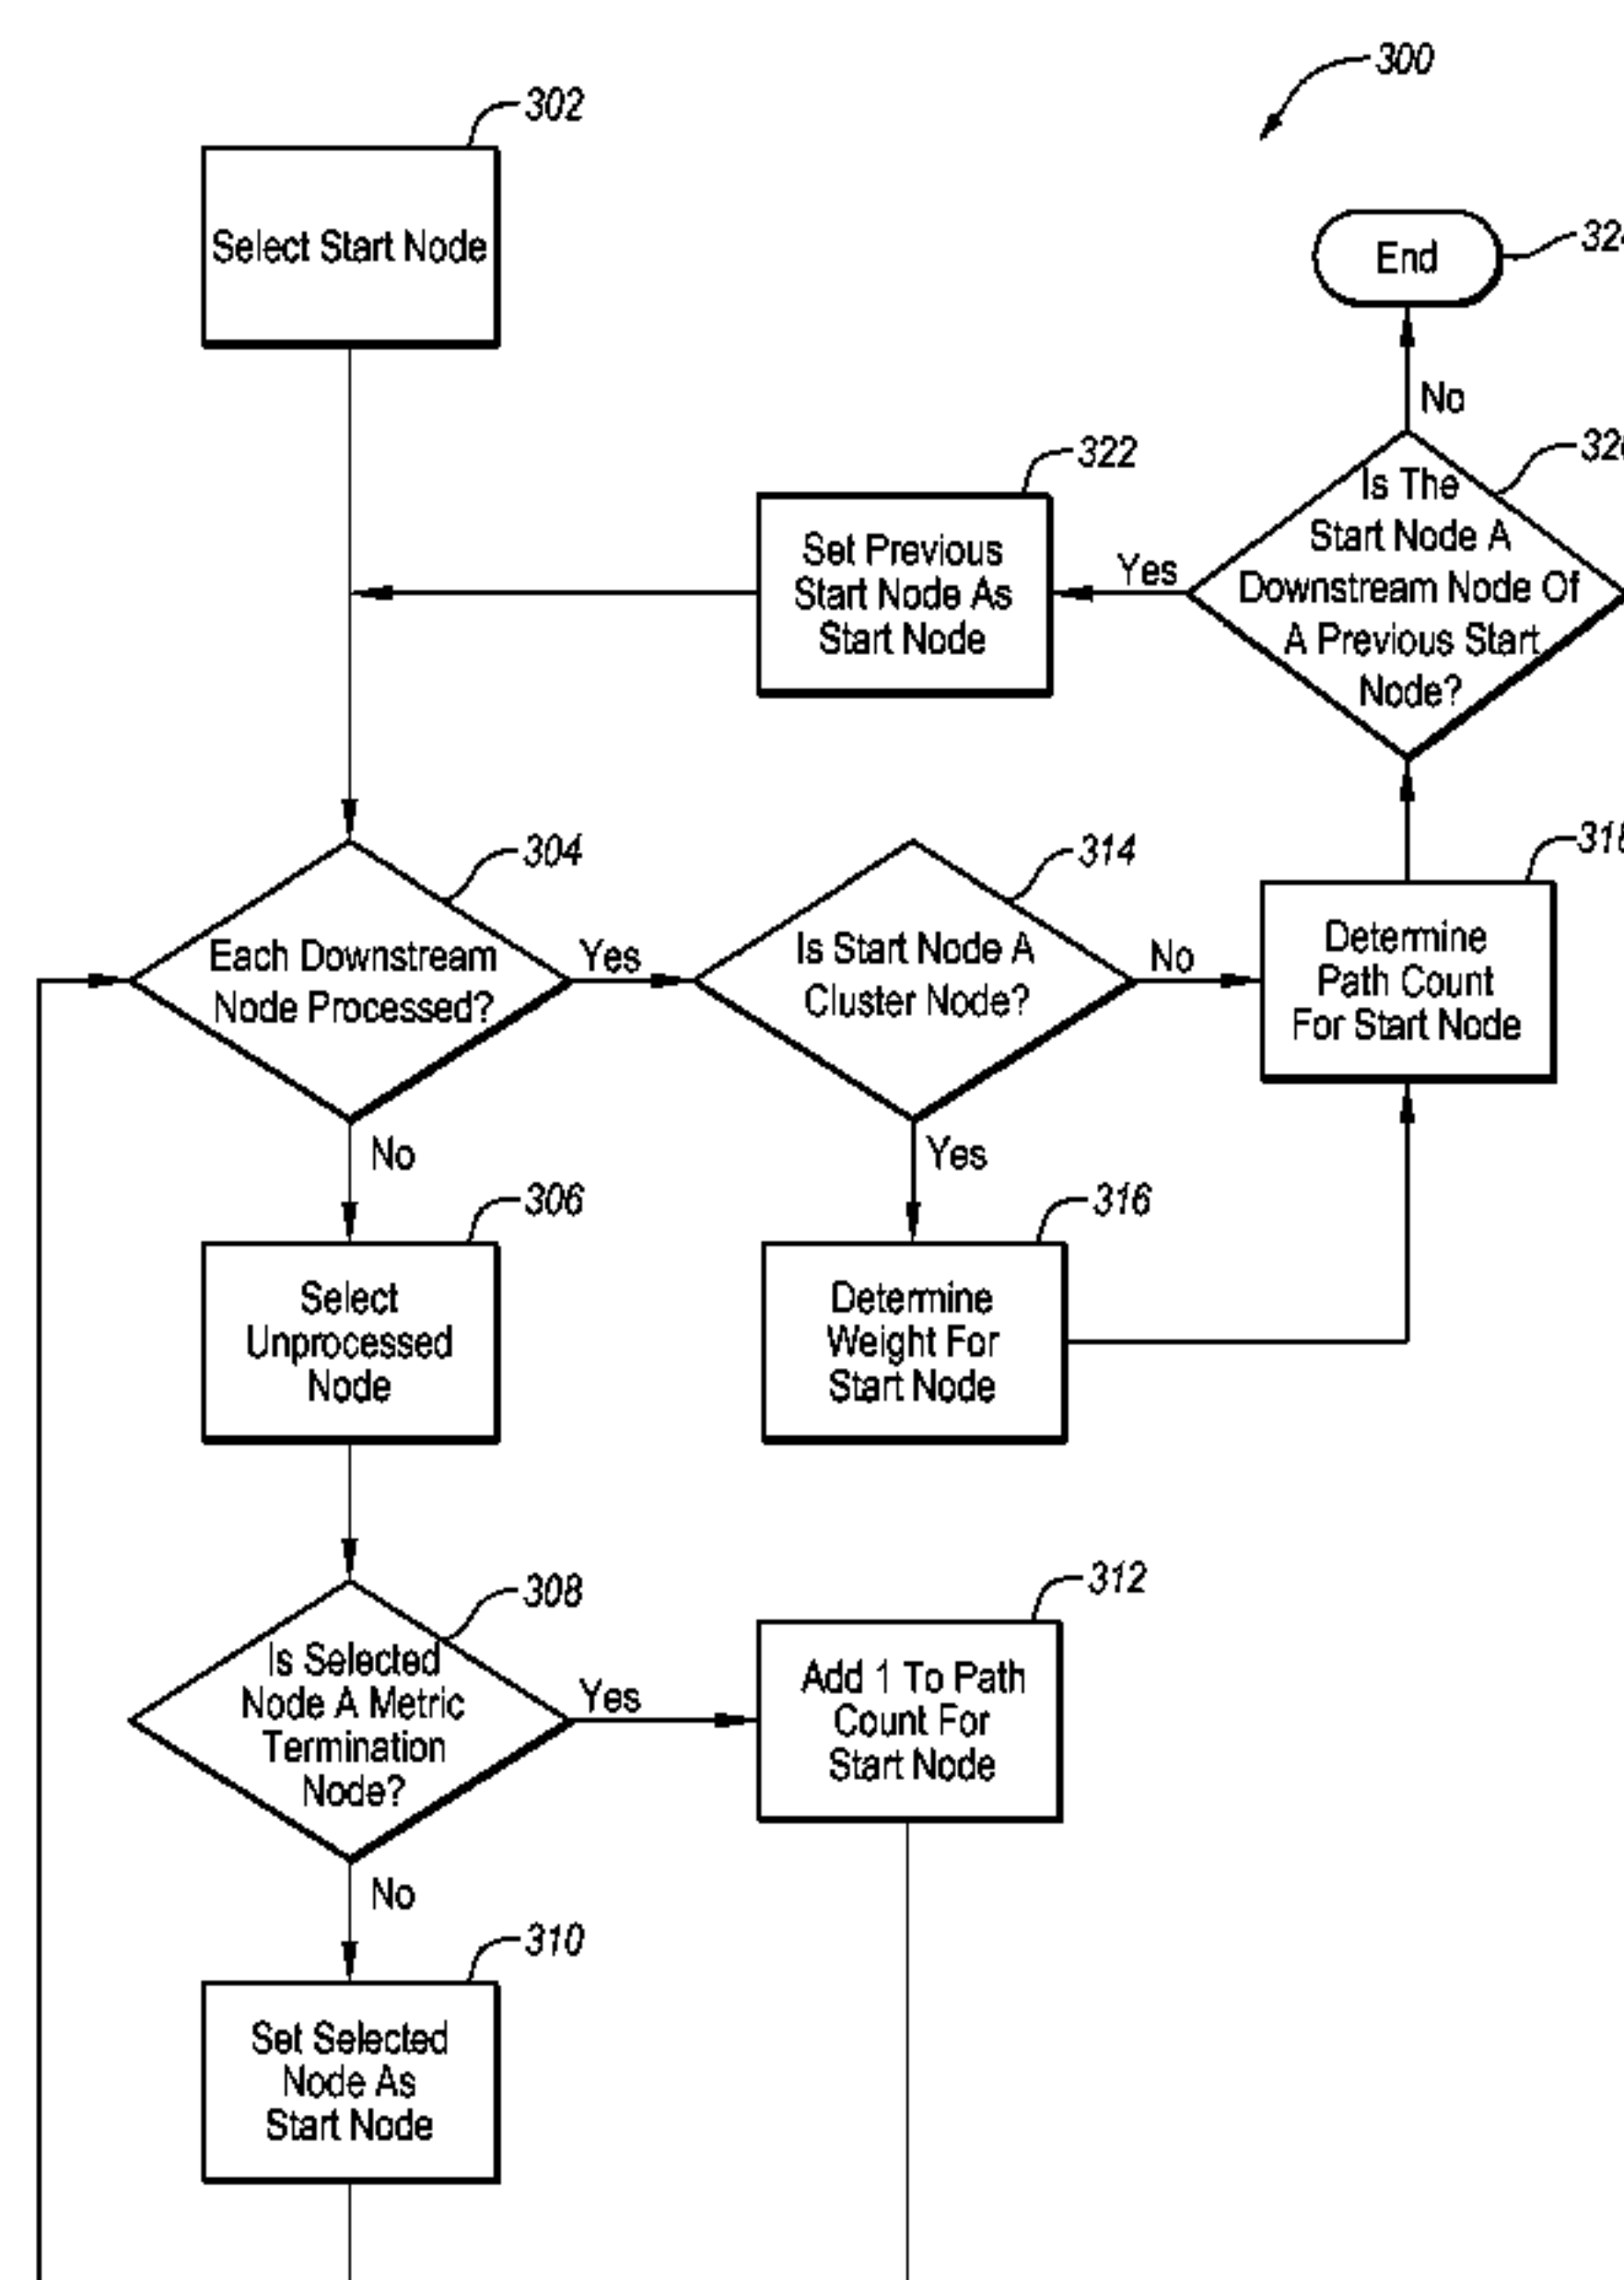 300
302
Select Start Node
End
No
322
Set Previous
Start Node As
Start Node
Yes
Is The
Start Node A
Downstream Node Of
A Previous Start
Node?
304
Each Downstream
Node Processed?
Yes
314
Is Start Node A
Cluster Node?
No
Determine
Path Count
For Start Node
No
Yes
306
Select
Unprocessed
Node
316
Determine
Weight For
Start Node
308
Is Selected
Node A Metric
Termination
Node?
Yes
312
Add 1 To Path
Count For
Start Node
No
310
Set Selected
Node As
Start Node